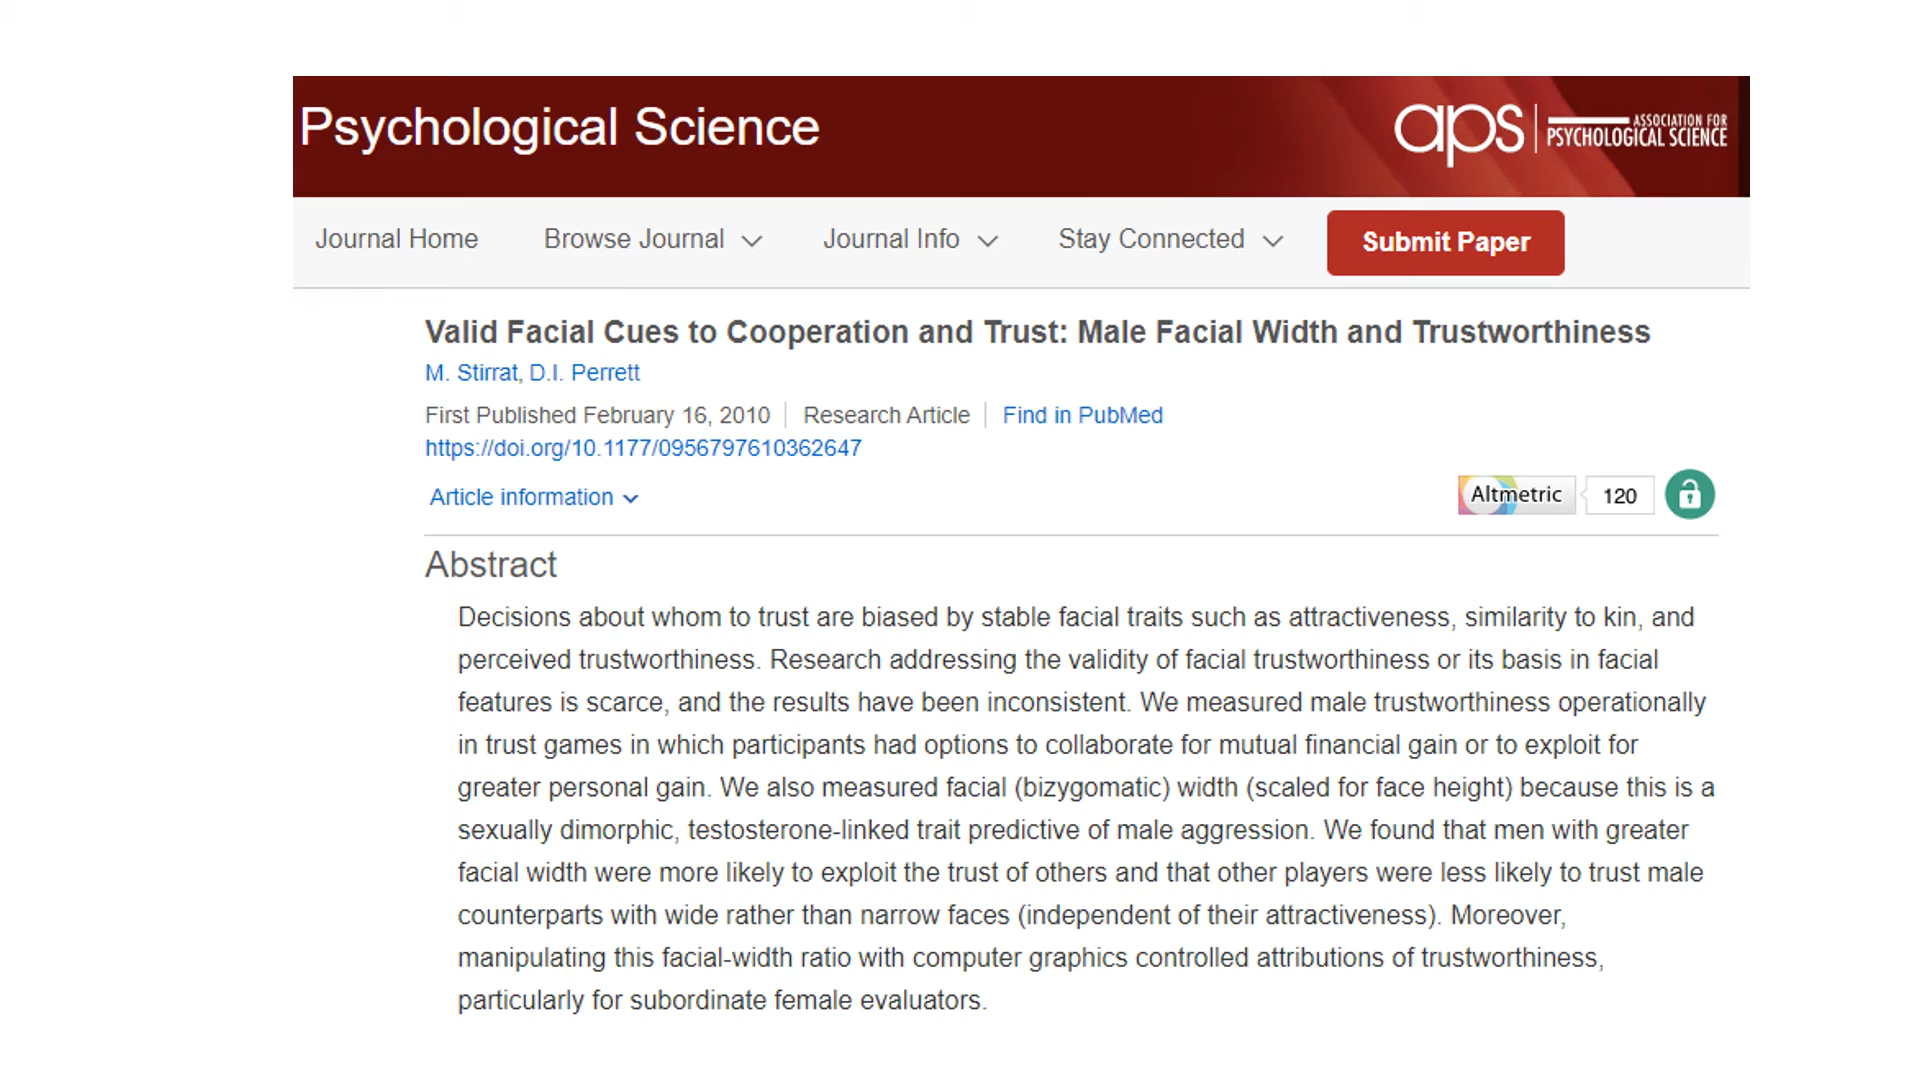 Psychological Science
aps
ASSOCIATION FOR
PSYCHOLOGICAL SCIENCE
Journal Home Browse Journal Journal Info Stay Connected Submit Paper
Valid Facial Cues to Cooperation and Trust: Male Facial Width and Trustworthiness
M. Stirrat, D.I. Perrett
First Published February 16, 2010 | Research Article | Find in PubMed
https://doi.org/10.1177/0956797610362647
Article information
Altmetric 120
Abstract
Decisions about whom to trust are biased by stable facial traits such as attractiveness, similarity to kin, and
perceived trustworthiness. Research addressing the validity of facial trustworthiness or its basis in facial
features is scarce, and the results have been inconsistent. We measured male trustworthiness operationally
in trust games in which participants had options to collaborate for mutual financial gain or to exploit for
greater personal gain. We also measured facial (bizygomatic) width (scaled for face height) because this is a
sexually dimorphic, testosterone-linked trait predictive of male aggression. We found that men with greater
facial width were more likely to exploit the trust of others and that other players were less likely to trust male
counterparts with wide rather than narrow faces (independent of their attractiveness). Moreover,
manipulating this facial-width ratio with computer graphics controlled attributions of trustworthiness,
particularly for subordinate female evaluators.